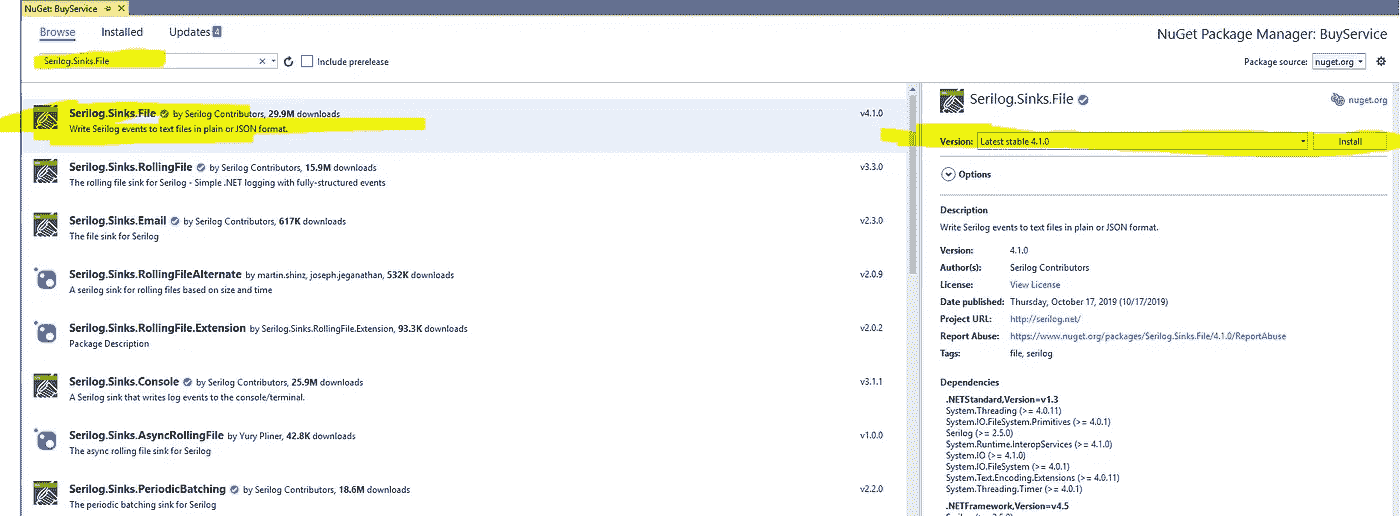 NuGet: BuyService
Browse Installed Updates 4
NuGet Package Manager: BuyService
Serilog.Sinks.File
Include prerelease
Package source: nuget.org
Serilog.Sinks.File by Serilog Contributors, 29.9M downloads v4.1.0
Write Serilog events to text files in plain or JSON format.
Serilog.Sinks.RollingFile by Serilog Contributors, 15.9M downloads v3.3.0
The rolling file sink for Serilog - Simple .NET logging with fully-structured events
Serilog.Sinks.Email by Serilog Contributors, 617K downloads v2.3.0
The file sink for Serilog
Serilog.Sinks.RollingFileAlternate by martin.shinz, joseph.jeganathan, 532K downloads v2.0.9
A serilog sink for rolling files based on size and time
Serilog.Sinks.RollingFile.Extension by Serilog.Sinks.RollingFile.Extension, 93.3K downloads v2.0.2
Package Description
Serilog.Sinks.Console by Serilog Contributors, 25.9M downloads v3.1.1
A Serilog sink that writes log events to the console/terminal.
Serilog.Sinks.AsyncRollingFile by Yury Pliner, 42.8K downloads v1.0.0
The async rolling file sink for Serilog
Serilog.Sinks.PeriodicBatching by Serilog Contributors, 18.6M downloads v2.2.0
The periodic batching sink for Serilog
Serilog.Sinks.File nuget.org
Version: Latest stable 4.1.0 Install
Options
Description
Write Serilog events to text files in plain or JSON format.
Version: 4.1.0
Author(s): Serilog Contributors
License: View License
Date published: Thursday, October 17, 2019 (10/17/2019)
Project URL: http://serilog.net/
Report Abuse: https://www.nuget.org/packages/Serilog.Sinks.File/4.1.0/ReportAbuse
Tags: file, serilog
Dependencies
.NETStandard,Version=v1.3
System.Threading (>= 4.0.11)
System.IO.FileSystem.Primitives (>= 4.0.1)
Serilog (>= 2.5.0)
System.Runtime.InteropServices (>= 4.1.0)
System.IO (>= 4.1.0)
System.IO.FileSystem (>= 4.0.1)
System.Text.Encoding.Extensions (>= 4.0.11)
System.Threading.Timer (>= 4.0.1)
.NETFramework,Version=v4.5